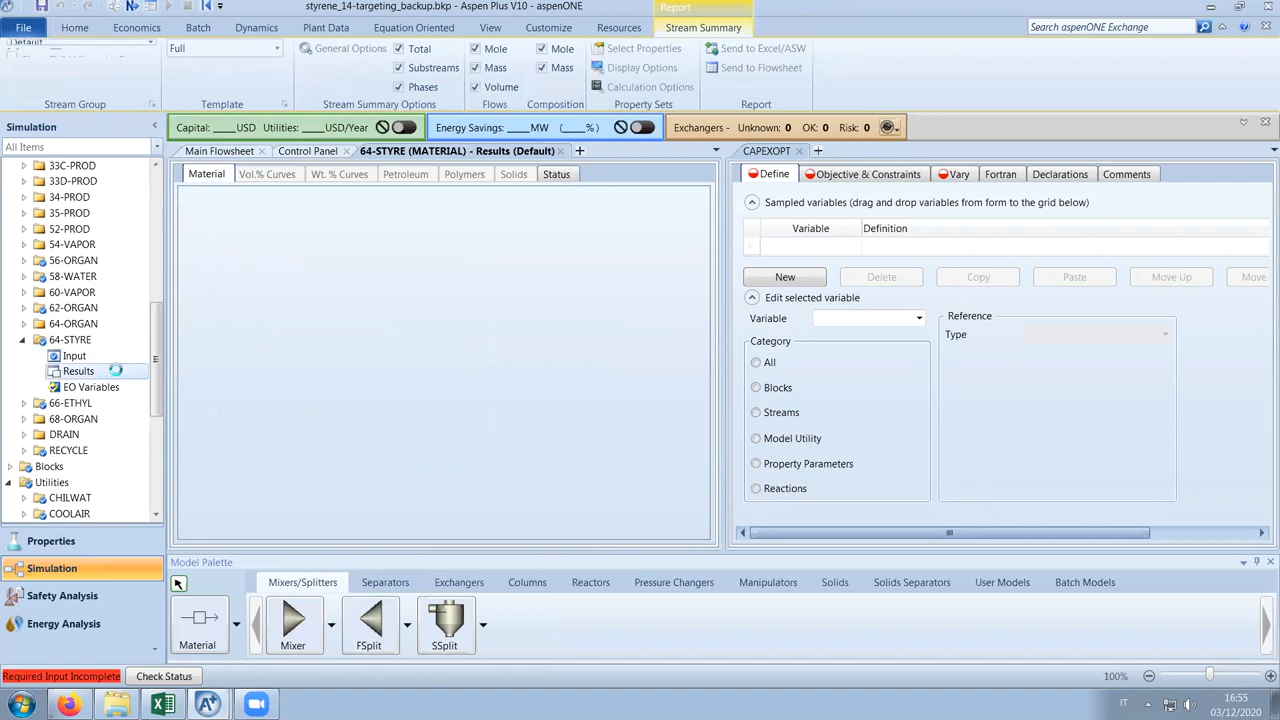 styrene_14-targeting_backup.bkp - Aspen Plus V10 - aspenONE
Report
File Home Economics Batch Dynamics Plant Data Equation Oriented View Customize Resources Stream Summary
Search aspenONE Exchange
Default
Full
General Options
Total
Substreams
Phases
Mole
Mass
Volume
Mole
Mass
Select Properties
Display Options
Calculation Options
Send to Excel/ASW
Send to Flowsheet
Stream Group Template Stream Summary Options Flows Composition Property Sets Report
Simulation
Capital: ____USD Utilities: ____USD/Year
Energy Savings: ____MW (____%)
Exchangers - Unknown: 0 OK: 0 Risk: 0
All Items
Main Flowsheet Control Panel 64-STYRE (MATERIAL) - Results (Default)
CAPEXOPT
Material Vol.% Curves Wt. % Curves Petroleum Polymers Solids Status
Define Objective & Constraints Vary Fortran Declarations Comments
33C-PROD
33D-PROD
34-PROD
35-PROD
52-PROD
54-VAPOR
56-ORGAN
58-WATER
60-VAPOR
62-ORGAN
64-ORGAN
64-STYRE
Input
Results
EO Variables
66-ETHYL
68-ORGAN
DRAIN
RECYCLE
Blocks
Utilities
CHILWAT
COOLAIR
Sampled variables (drag and drop variables from form to the grid below)
Variable Definition
New Delete Copy Paste Move Up Move
Edit selected variable
Variable
Category
All
Blocks
Streams
Model Utility
Property Parameters
Reactions
Reference
Type
Properties
Simulation
Safety Analysis
Energy Analysis
Model Palette
Mixers/Splitters Separators Exchangers Columns Reactors Pressure Changers Manipulators Solids Solids Separators User Models Batch Models
Material Mixer FSplit SSplit
Required Input Incomplete Check Status
100%
IT
16:55
03/12/2020